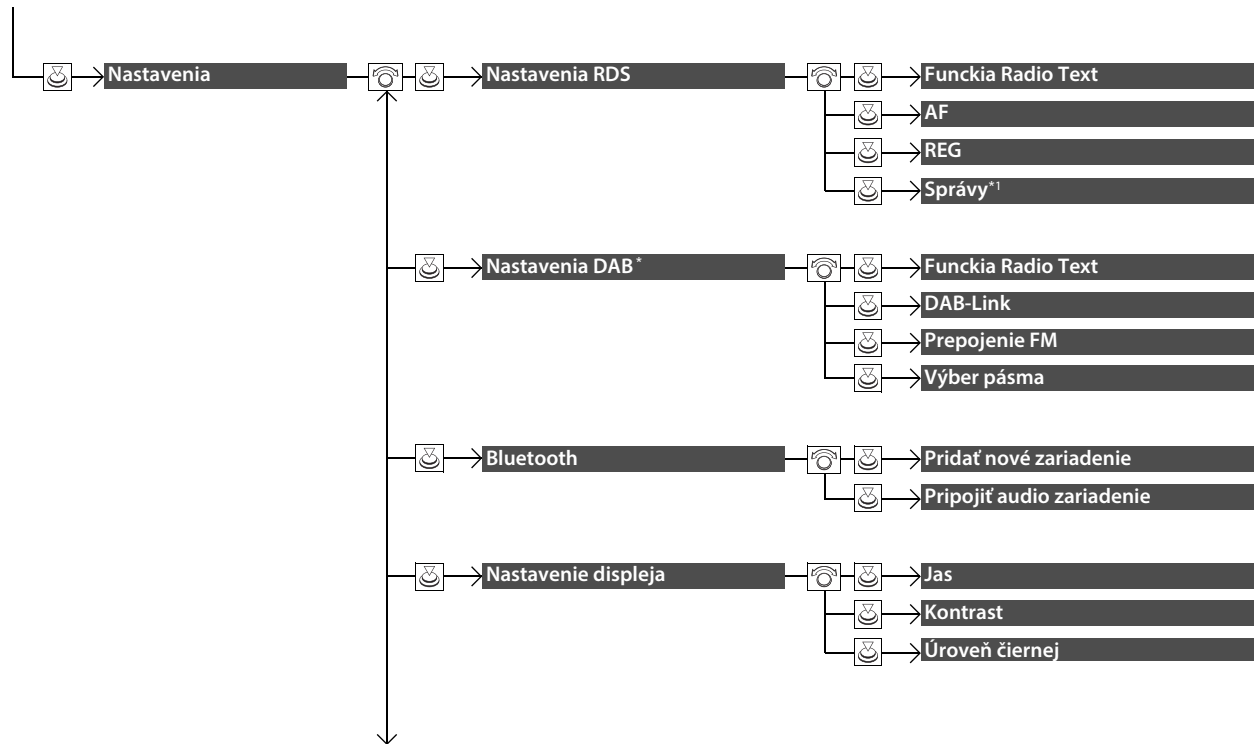 Nastavenia
Nastavenia RDS
Funckia Radio Text
AF
REG
Správy*1
Nastavenia DAB*
Funckia Radio Text
DAB-Link
Prepojenie FM
Výber pásma
Bluetooth
Pridať nové zariadenie
Pripojiť audio zariadenie
Nastavenie displeja
Jas
Kontrast
Úroveň čiernej